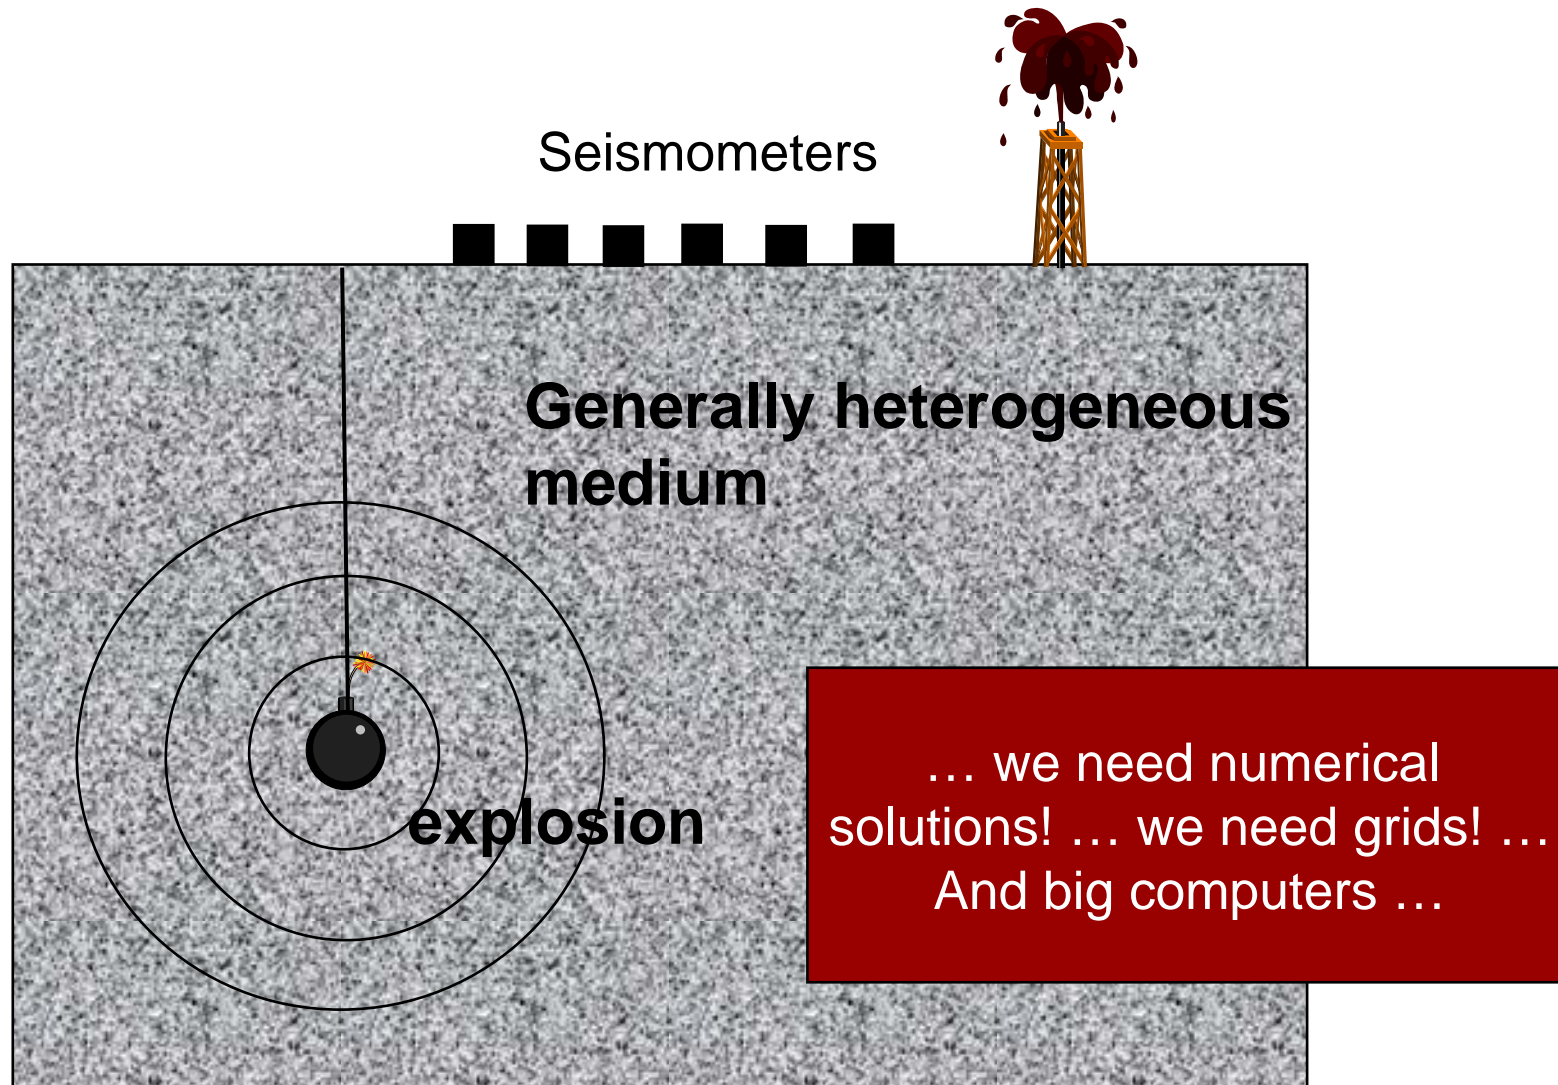 Seismometers
Generally heterogeneous
medium
explosion
… we need numerical
solutions! … we need grids! …
And big computers …